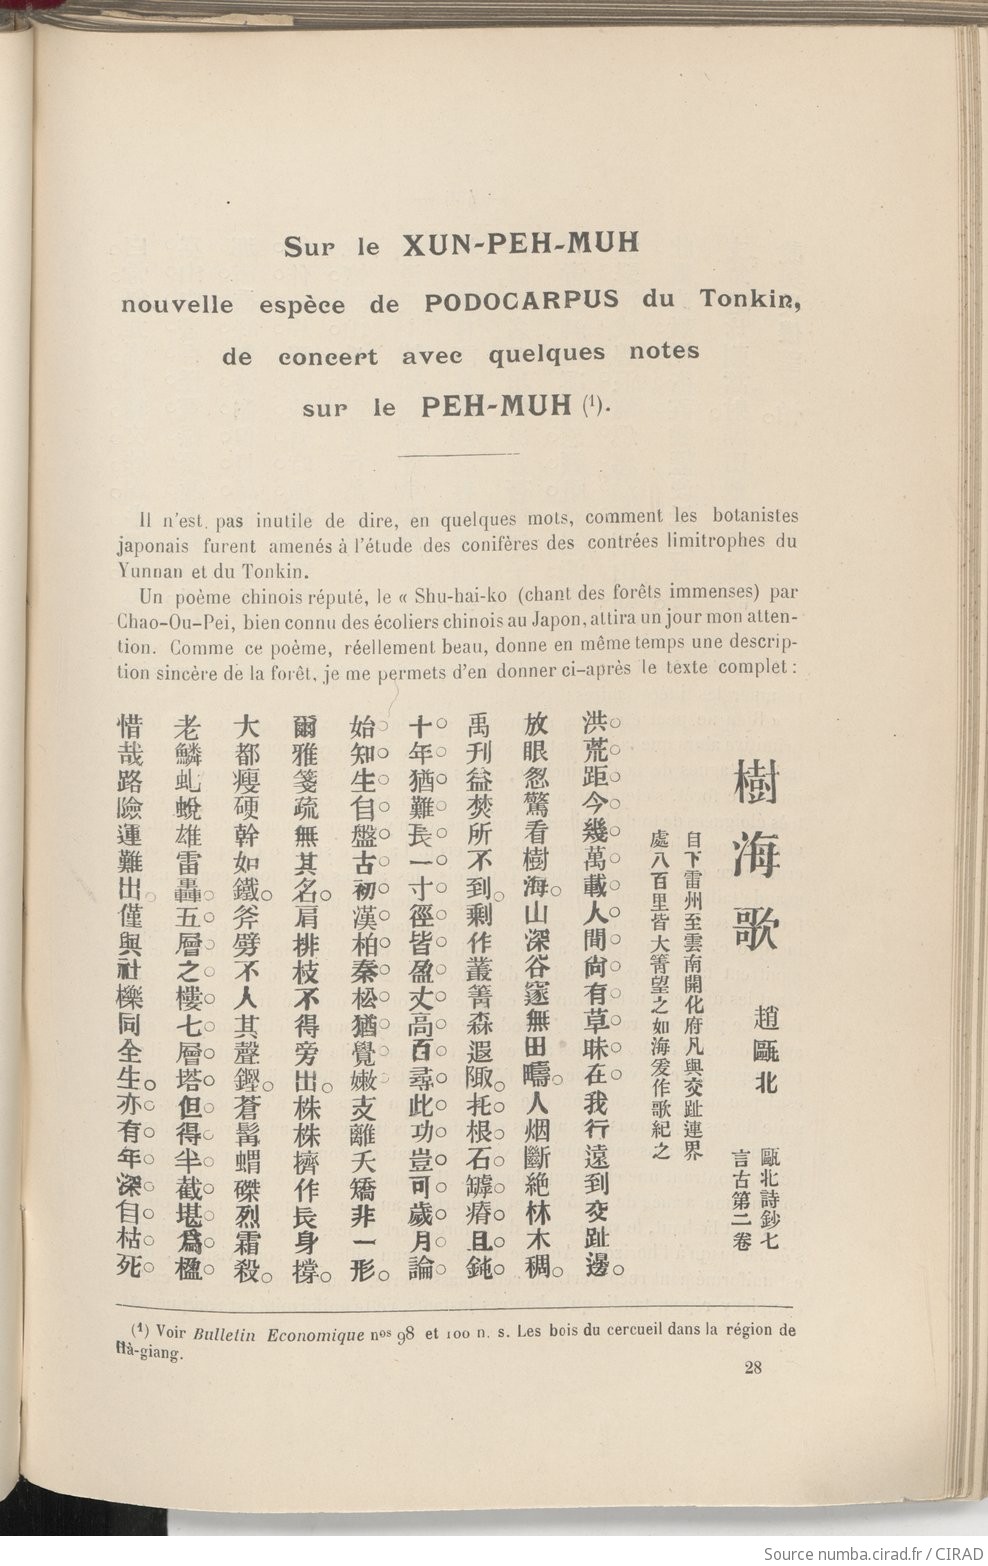 Sur le XUN-PEH-MUH
nouvelle espèce de PODOCARPUS du Tonkin,
de concert avec quelques notes
sur le PEH-MUH (¹).
Il n'est pas inutile de dire, en quelques mots, comment les botanistes
japonais furent amenés à l'étude des conifères des contrées limitrophes du
Yunnan et du Tonkin.
Un poème chinois réputé, le « Shu-hai-ko (chant des forêts immenses) par
Chao-Ou-Pei, bien connu des écoliers chinois au Japon, attira un jour mon atten-
tion. Comme ce poème, réellement beau, donne en même temps une descrip-
tion sincère de la forêt, je me permets d'en donner ci-après le texte complet :
樹海歌
趙甌北
甌北詩鈔七
言古第二卷
自下雷州至雲南開化府凡與交趾連界
處八百里皆大箐望之如海爰作歌紀之
洪荒距今幾萬載人間尙有草昧在我行遠到交趾邊。
放眼忽驚看樹海。山深谷邃無田疇。人烟斷絶林木稠。
禹刋益焚所不到。剩作叢箐森遐陬。托根石罅瘠且鈍。
十年猶難長一寸徑皆盈丈高百尋此功豈可歲月論
始知生自盤古初漢柏秦松猶覺嫩支離夭矯非一形。
爾雅箋疏無其名。肩排枝不得旁出。株株擠作長身撐。
大都瘦硬幹如鐵。斧劈不人其聲鏗。蒼髯蝟磔烈霜殺。
老鱗虬蛻雄雷轟。五層之樓七層塔但得半截堪爲楹
惜哉路險運難出。僅與社櫟同全生。亦有年深自枯死
(¹) Voir Bulletin Economique nᵒˢ 98 et 100 n. s. Les bois du cercueil dans la région de
Hà-giang.
28
Source numba.cirad.fr / CIRAD